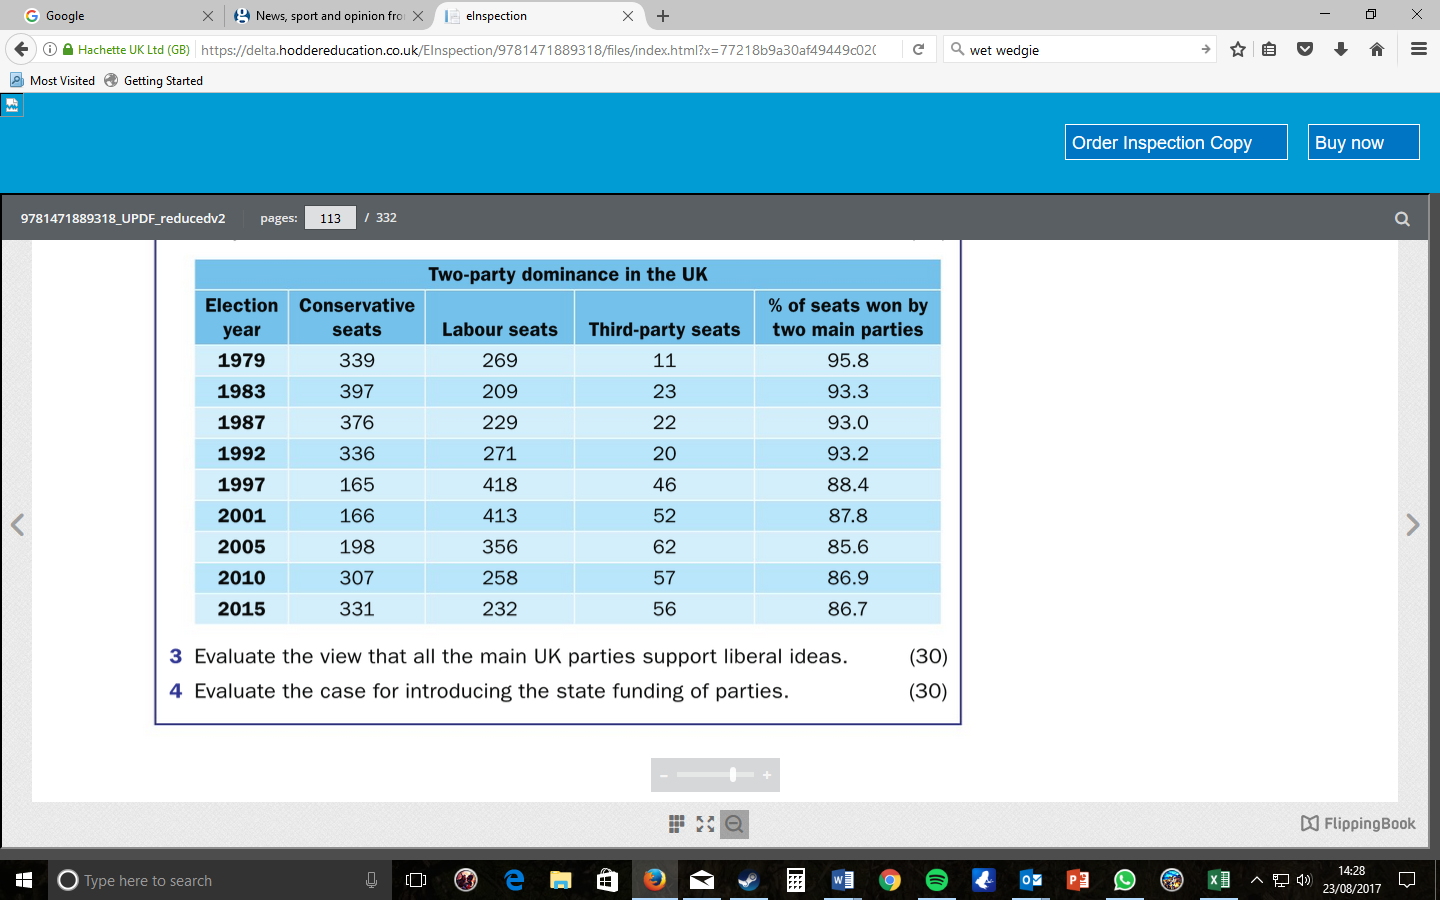 Google
News, sport and opinion fro
eInspection
Hachette UK Ltd (GB)
https://delta.hoddereducation.co.uk/EInspection/9781471889318/files/index.html?x=77218b9a30af49449c020
wet wedgie
Most Visited
Getting Started
Order Inspection Copy
Buy now
9781471889318_UPDF_reducedv2
pages: 113 / 332
Two-party dominance in the UK
Election year Conservative seats Labour seats Third-party seats % of seats won by two main parties
1979 339 269 11 95.8
1983 397 209 23 93.3
1987 376 229 22 93.0
1992 336 271 20 93.2
1997 165 418 46 88.4
2001 166 413 52 87.8
2005 198 356 62 85.6
2010 307 258 57 86.9
2015 331 232 56 86.7
3 Evaluate the view that all the main UK parties support liberal ideas. (30)
4 Evaluate the case for introducing the state funding of parties. (30)
FlippingBook
Type here to search
14:28
23/08/2017